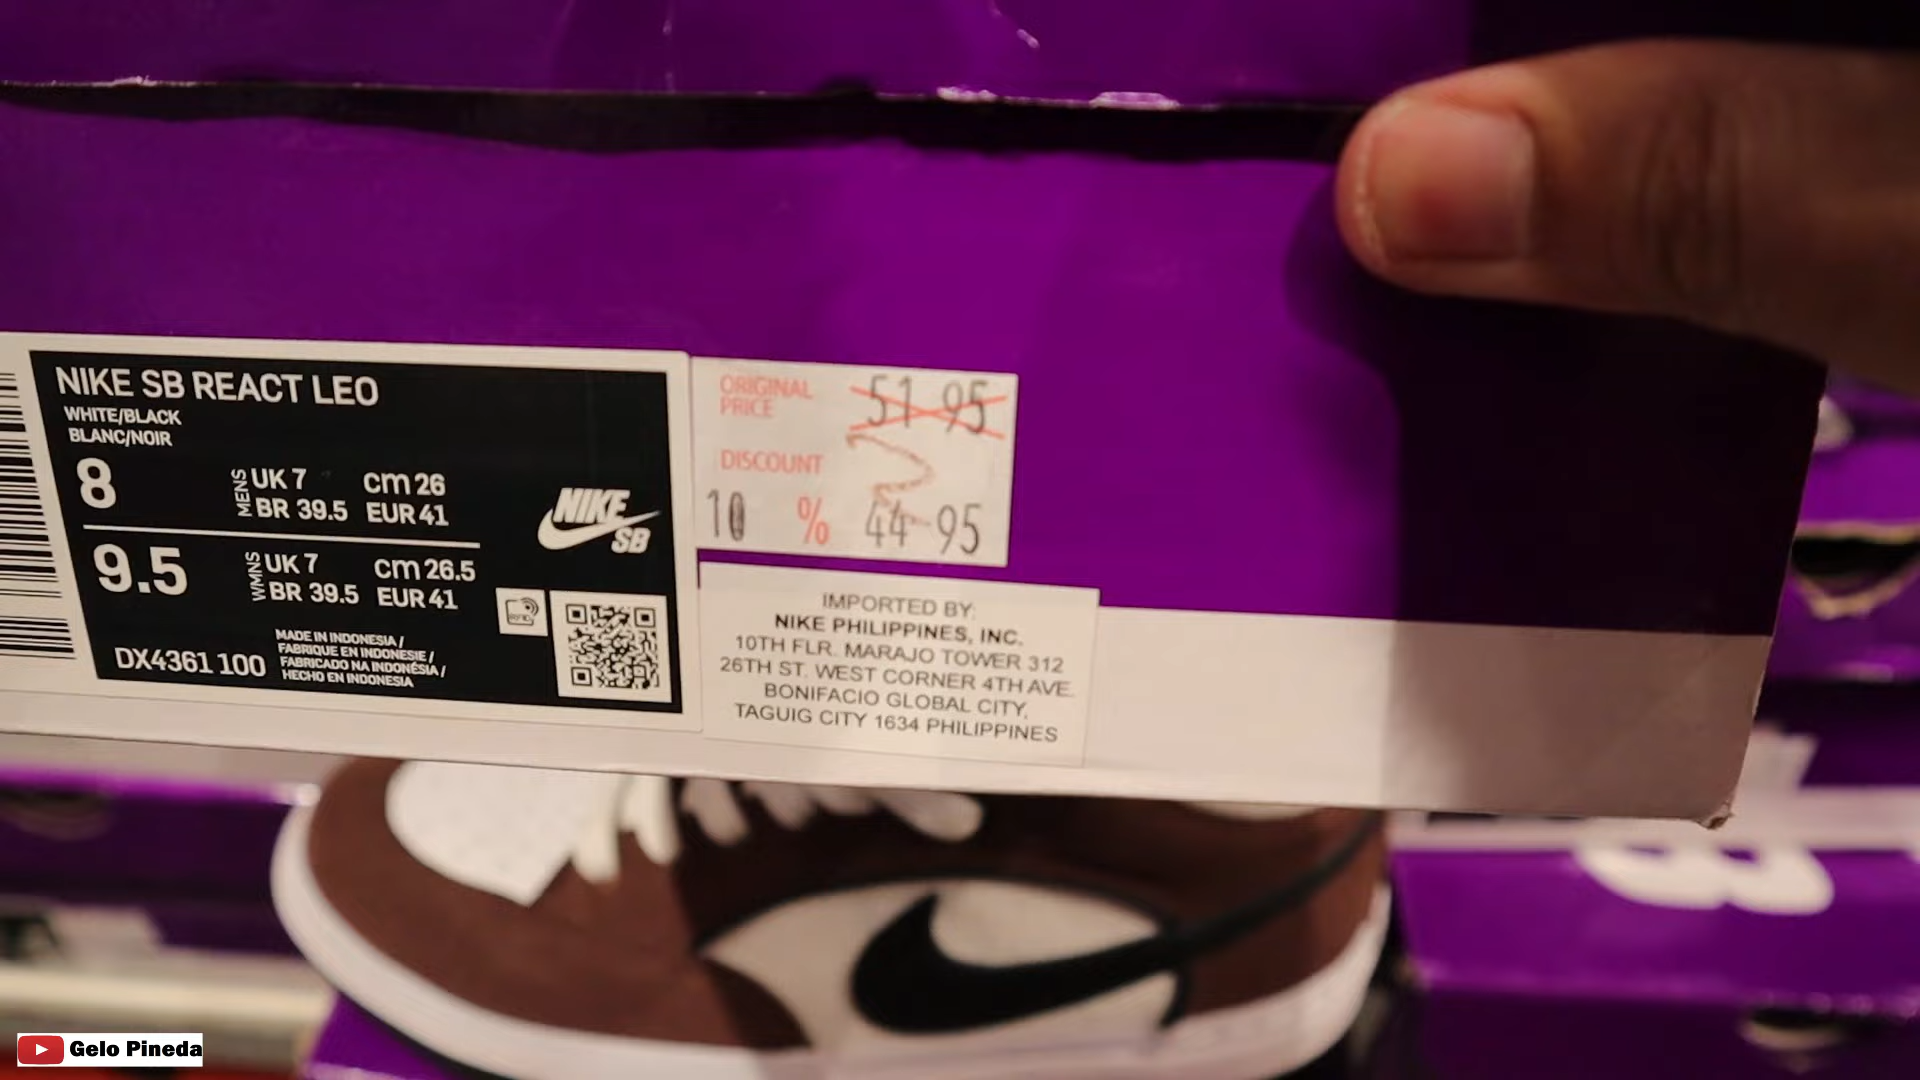 NIKE SB REACT LEO
WHITE/BLACK
BLANC/NOIR
8
MENS
UK 7 cm 26
BR 39.5 EUR 41
9.5
WMNS
UK 7 cm 26.5
BR 39.5 EUR 41
DX4361 100
MADE IN INDONESIA /
FABRIQUE EN INDONESIE /
FABRICADO NA INDONÉSIA /
HECHO EN INDONESIA
NIKE
SB
ORIGINAL
PRICE
51 95
DISCOUNT
10 % 44 95
IMPORTED BY:
NIKE PHILIPPINES, INC.
10TH FLR. MARAJO TOWER 312
26TH ST. WEST CORNER 4TH AVE.
BONIFACIO GLOBAL CITY,
TAGUIG CITY 1634 PHILIPPINES
Gelo Pineda